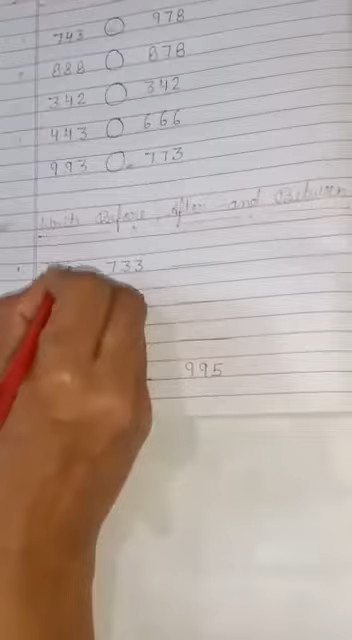 743 ◯ 978
888 ◯ 878
342 ◯ 342
443 ◯ 666
993 ◯ 773
Write Before After and Between
733
995